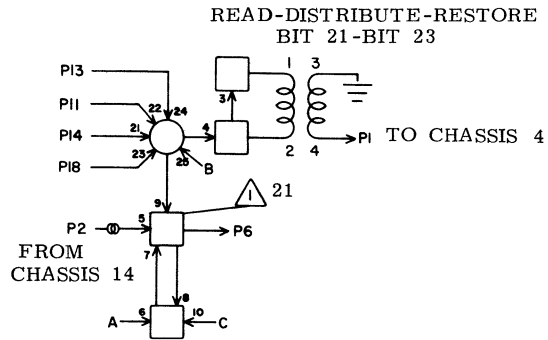 READ-DISTRIBUTE-RESTORE
BIT 21-BIT 23
P13
1
3
P11
22
24
3
P14
21
4
P1 TO CHASSIS 4
23
25
2
4
P18
B
9
1
21
P2
5
P6
FROM
CHASSIS 14
7
8
A
6
10
C